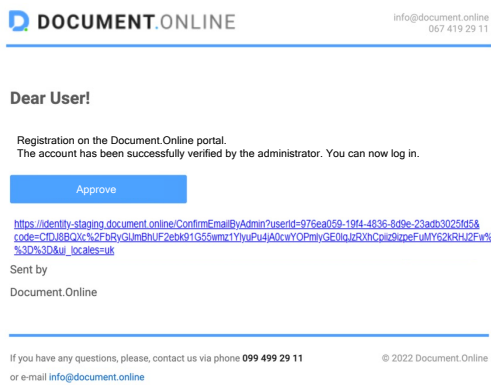 DOCUMENT.ONLINE
info@document.online
067 419 29 11
Dear User!
Registration on the Document.Online portal.
The account has been successfully verified by the administrator. You can now log in.
Approve
https://identity-staging.document.online/ConfirmEmailByAdmin?userId=976ea059-19f4-4836-8d9e-23adb3025fd5&
code=CfDJ8BQXc%2FbRyGlJmBhUF2ebk91G55wmz1YlyuPu4jA0cwYOPmlyGE0lqJzRXhCpiiz9izpeFuMY62kRHJ2Fw%
%3D%3D&ui_locales=uk
Sent by
Document.Online
If you have any questions, please, contact us via phone 099 499 29 11
or e-mail info@document.online
© 2022 Document.Online